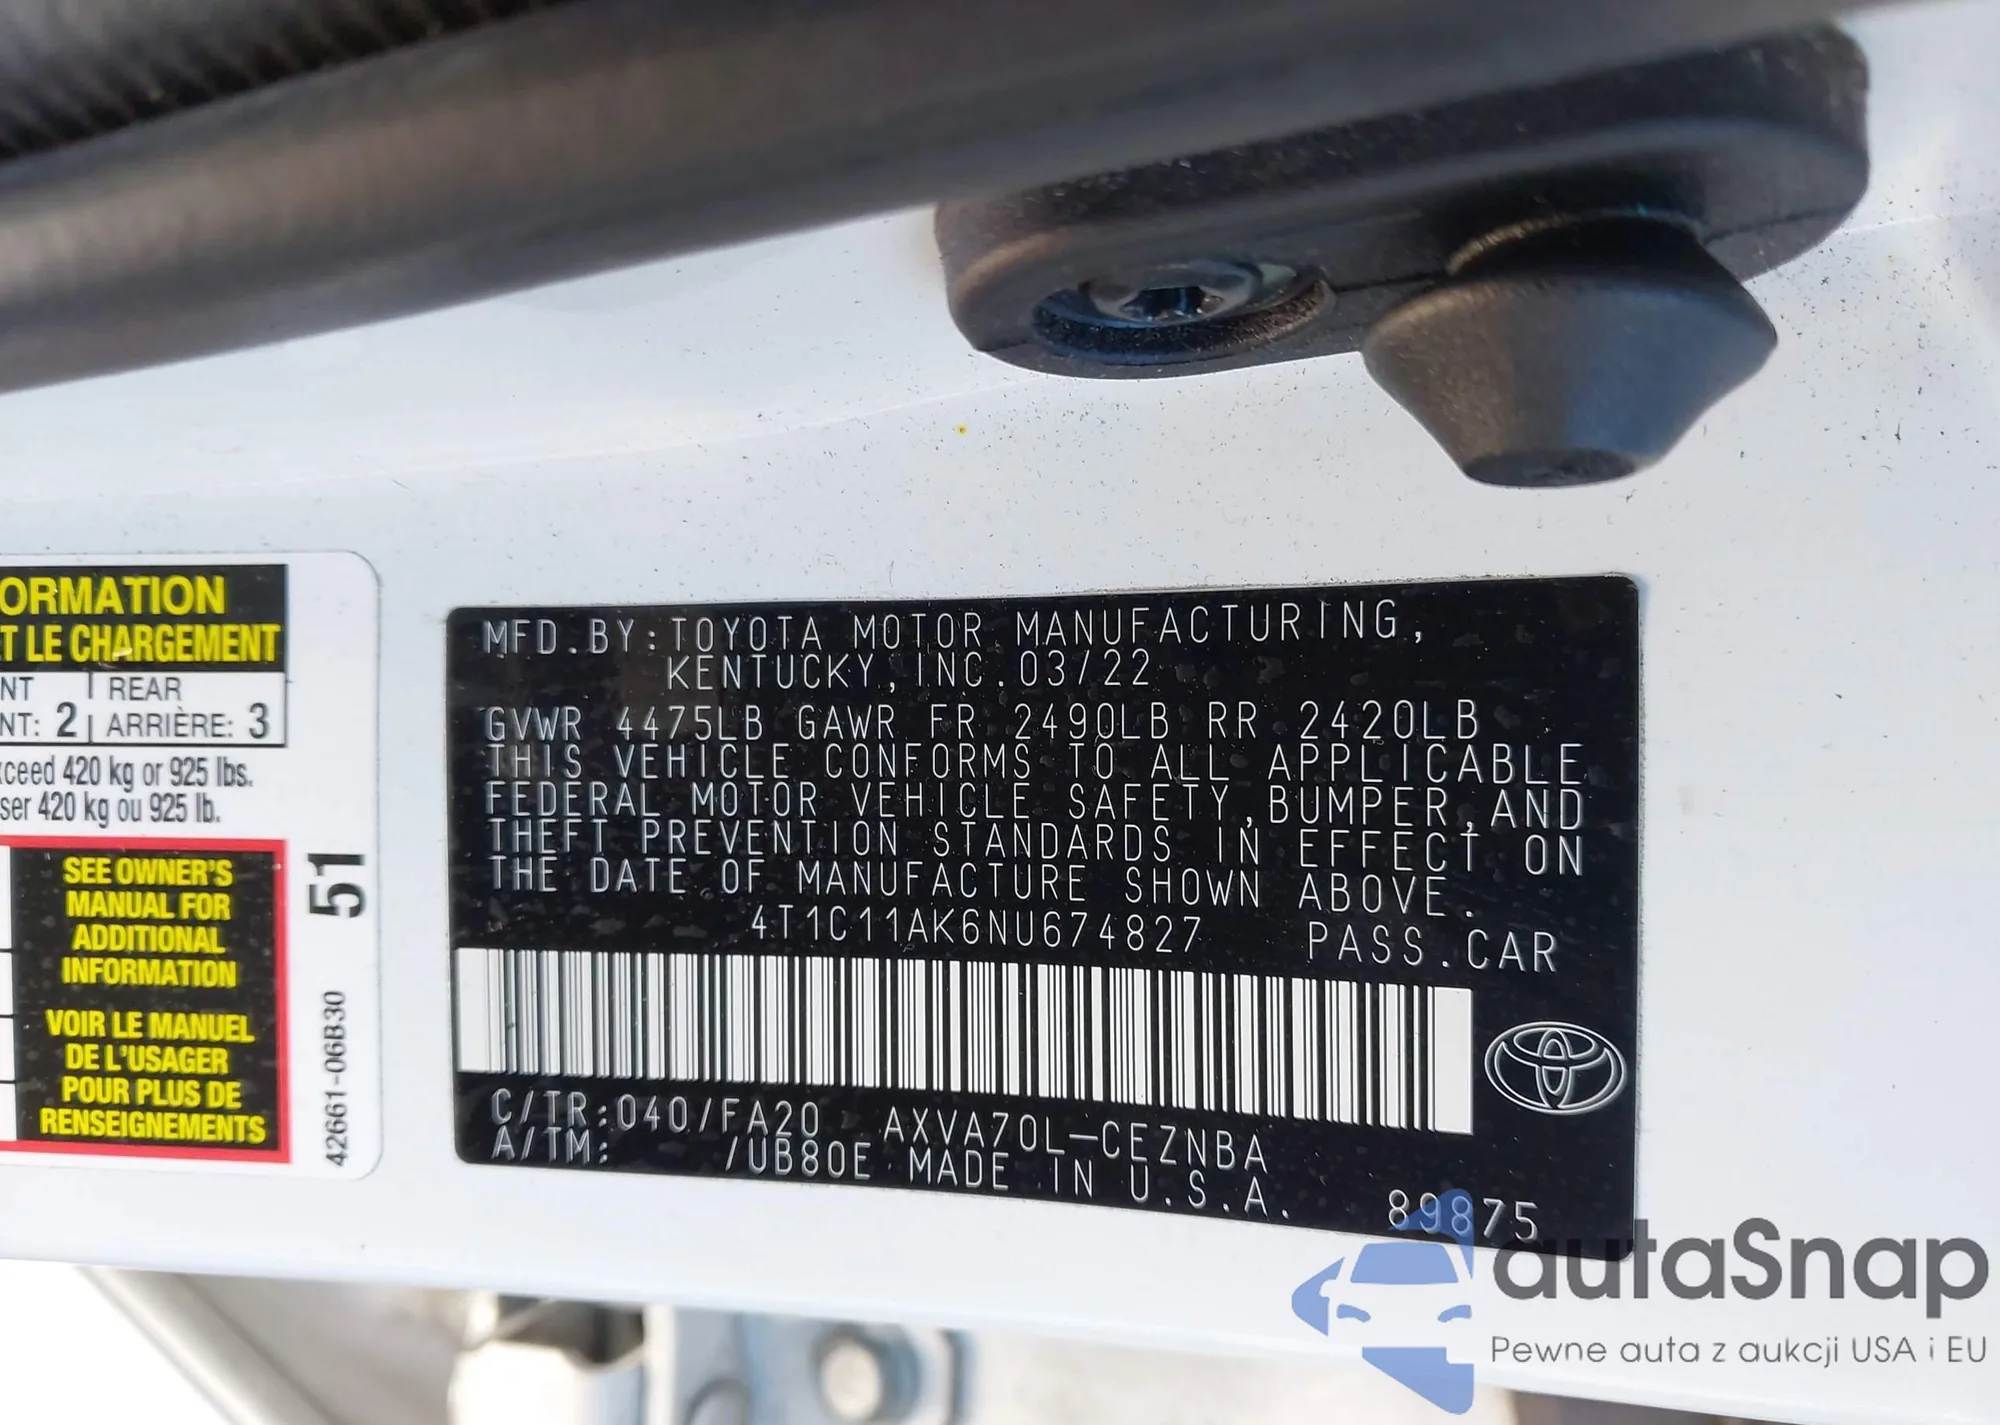 ORMATION
T LE CHARGEMENT
NT REAR
NT: 2 ARRIÈRE: 3
ceed 420 kg or 925 lbs.
ser 420 kg ou 925 lb.
SEE OWNER'S
MANUAL FOR
ADDITIONAL
INFORMATION
VOIR LE MANUEL
DE L'USAGER
POUR PLUS DE
RENSEIGNEMENTS
51
42661-06B30
MFD.BY:TOYOTA MOTOR MANUFACTURING,
KENTUCKY,INC.03/22
GVWR 4475LB GAWR FR 2490LB RR 2420LB
THIS VEHICLE CONFORMS TO ALL APPLICABLE
FEDERAL MOTOR VEHICLE SAFETY,BUMPER,AND
THEFT PREVENTION STANDARDS IN EFFECT ON
THE DATE OF MANUFACTURE SHOWN ABOVE.
4T1C11AK6NU674827 PASS.CAR
C/TR:040/FA20 AXVA70L-CEZNBA
A/TM: /UB80E MADE IN U.S.A.
89875
autaSnap
Pewne auta z aukcji USA i EU